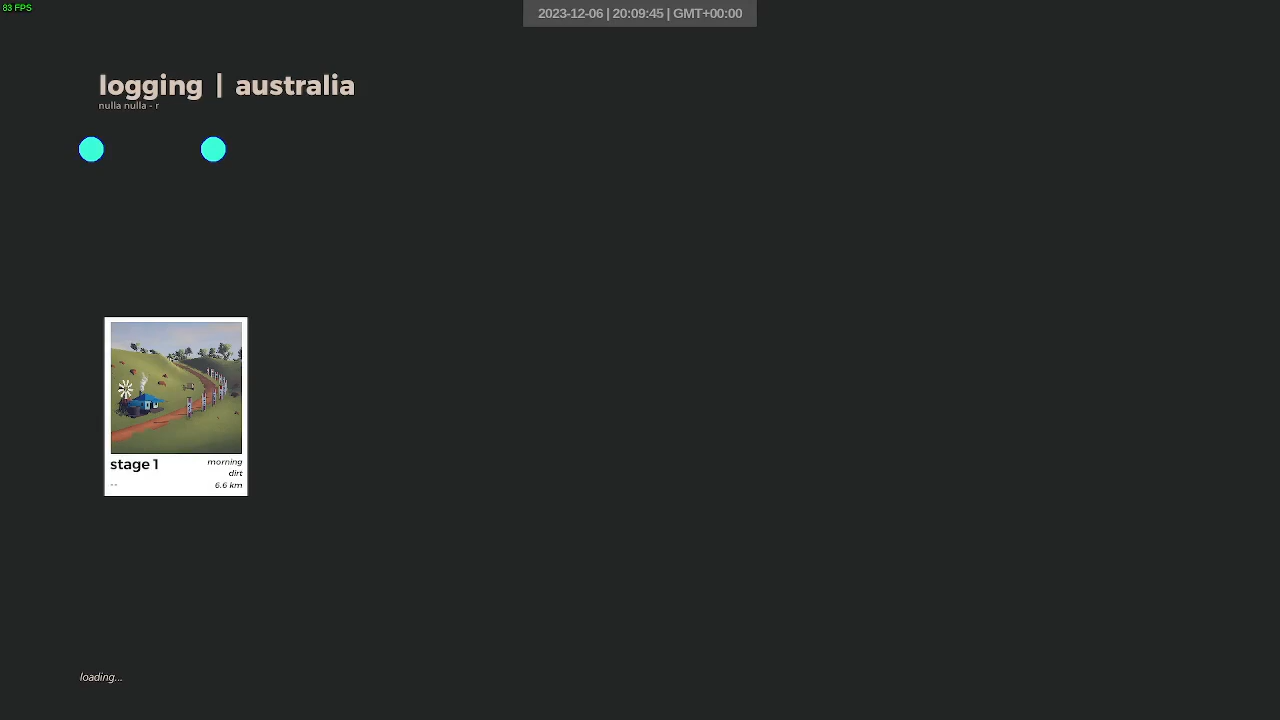 83 FPS
2023-12-06 | 20:09:45 | GMT+00:00
logging | australia
nulla nulla - r
stage 1
morning
dirt
--
6.6 km
loading...